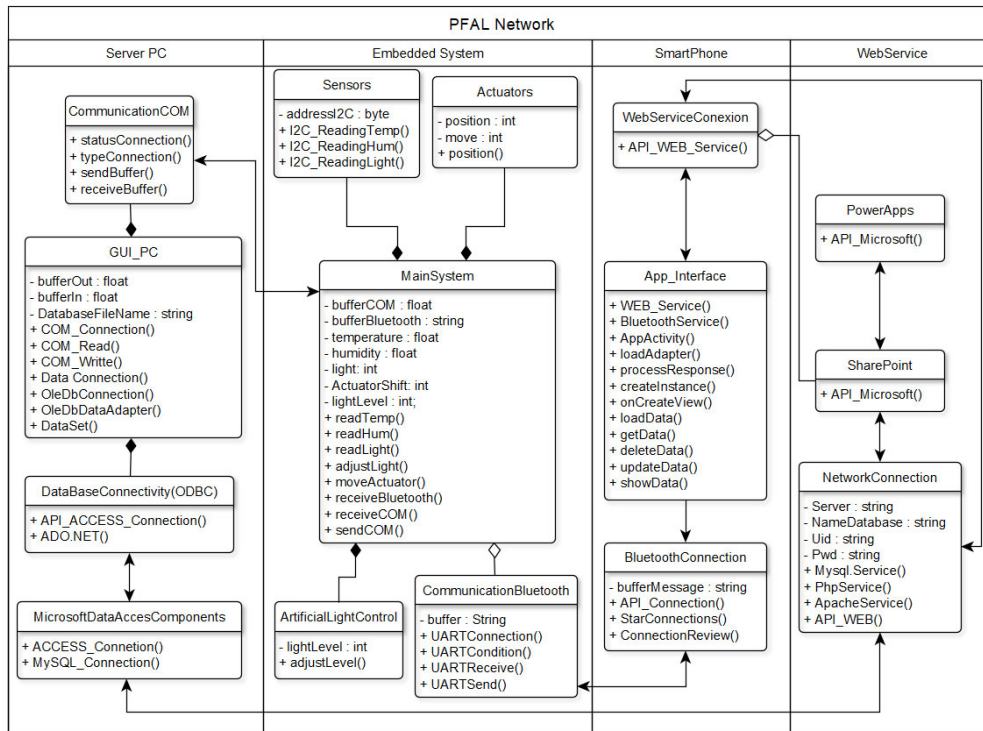 PFAL Network
Server PC
Embedded System
SmartPhone
WebService
CommunicationCOM
+ statusConnection()
+ typeConnection()
+ sendBuffer()
+ receiveBuffer()
GUI_PC
- bufferOut : float
- bufferIn : float
- DatabaseFileName : string
+ COM_Connection()
+ COM_Read()
+ COM_Writte()
+ Data Connection()
+ OleDbConnection()
+ OleDbDataAdapter()
+ DataSet()
DataBaseConnectivity(ODBC)
+ API_ACCESS_Connection()
+ ADO.NET()
MicrosoftDataAccesComponents
+ ACCESS_Connetion()
+ MySQL_Connection()
Sensors
- addressI2C : byte
+ I2C_ReadingTemp()
+ I2C_ReadingHum()
+ I2C_ReadingLight()
Actuators
- position : int
- move : int
+ position()
MainSystem
- bufferCOM : float
- bufferBluetooth : string
- temperature : float
- humidity : float
- light: int
- ActuatorShift: int
- lightLevel : int;
+ readTemp()
+ readHum()
+ readLight()
+ adjustLight()
+ moveActuator()
+ receiveBluetooth()
+ receiveCOM()
+ sendCOM()
ArtificialLightControl
- lightLevel : int
+ adjustLevel()
CommunicationBluetooth
- buffer : String
+ UARTConnection()
+ UARTCondition()
+ UARTReceive()
+ UARTSend()
WebServiceConexion
+ API_WEB_Service()
App_Interface
+ WEB_Service()
+ BluetoothService()
+ AppActivity()
+ loadAdapter()
+ processResponse()
+ createInstance()
+ onCreateView()
+ loadData()
+ getData()
+ deleteData()
+ updateData()
+ showData()
BluetoothConnection
- bufferMessage : string
+ API_Connection()
+ StarConnections()
+ ConnectionReview()
PowerApps
+ API_Microsoft()
SharePoint
+ API_Microsoft()
NetworkConnection
- Server : string
- NameDatabase : string
- Uid : string
- Pwd : string
+ Mysql.Service()
+ PhpService()
+ ApacheService()
+ API_WEB()